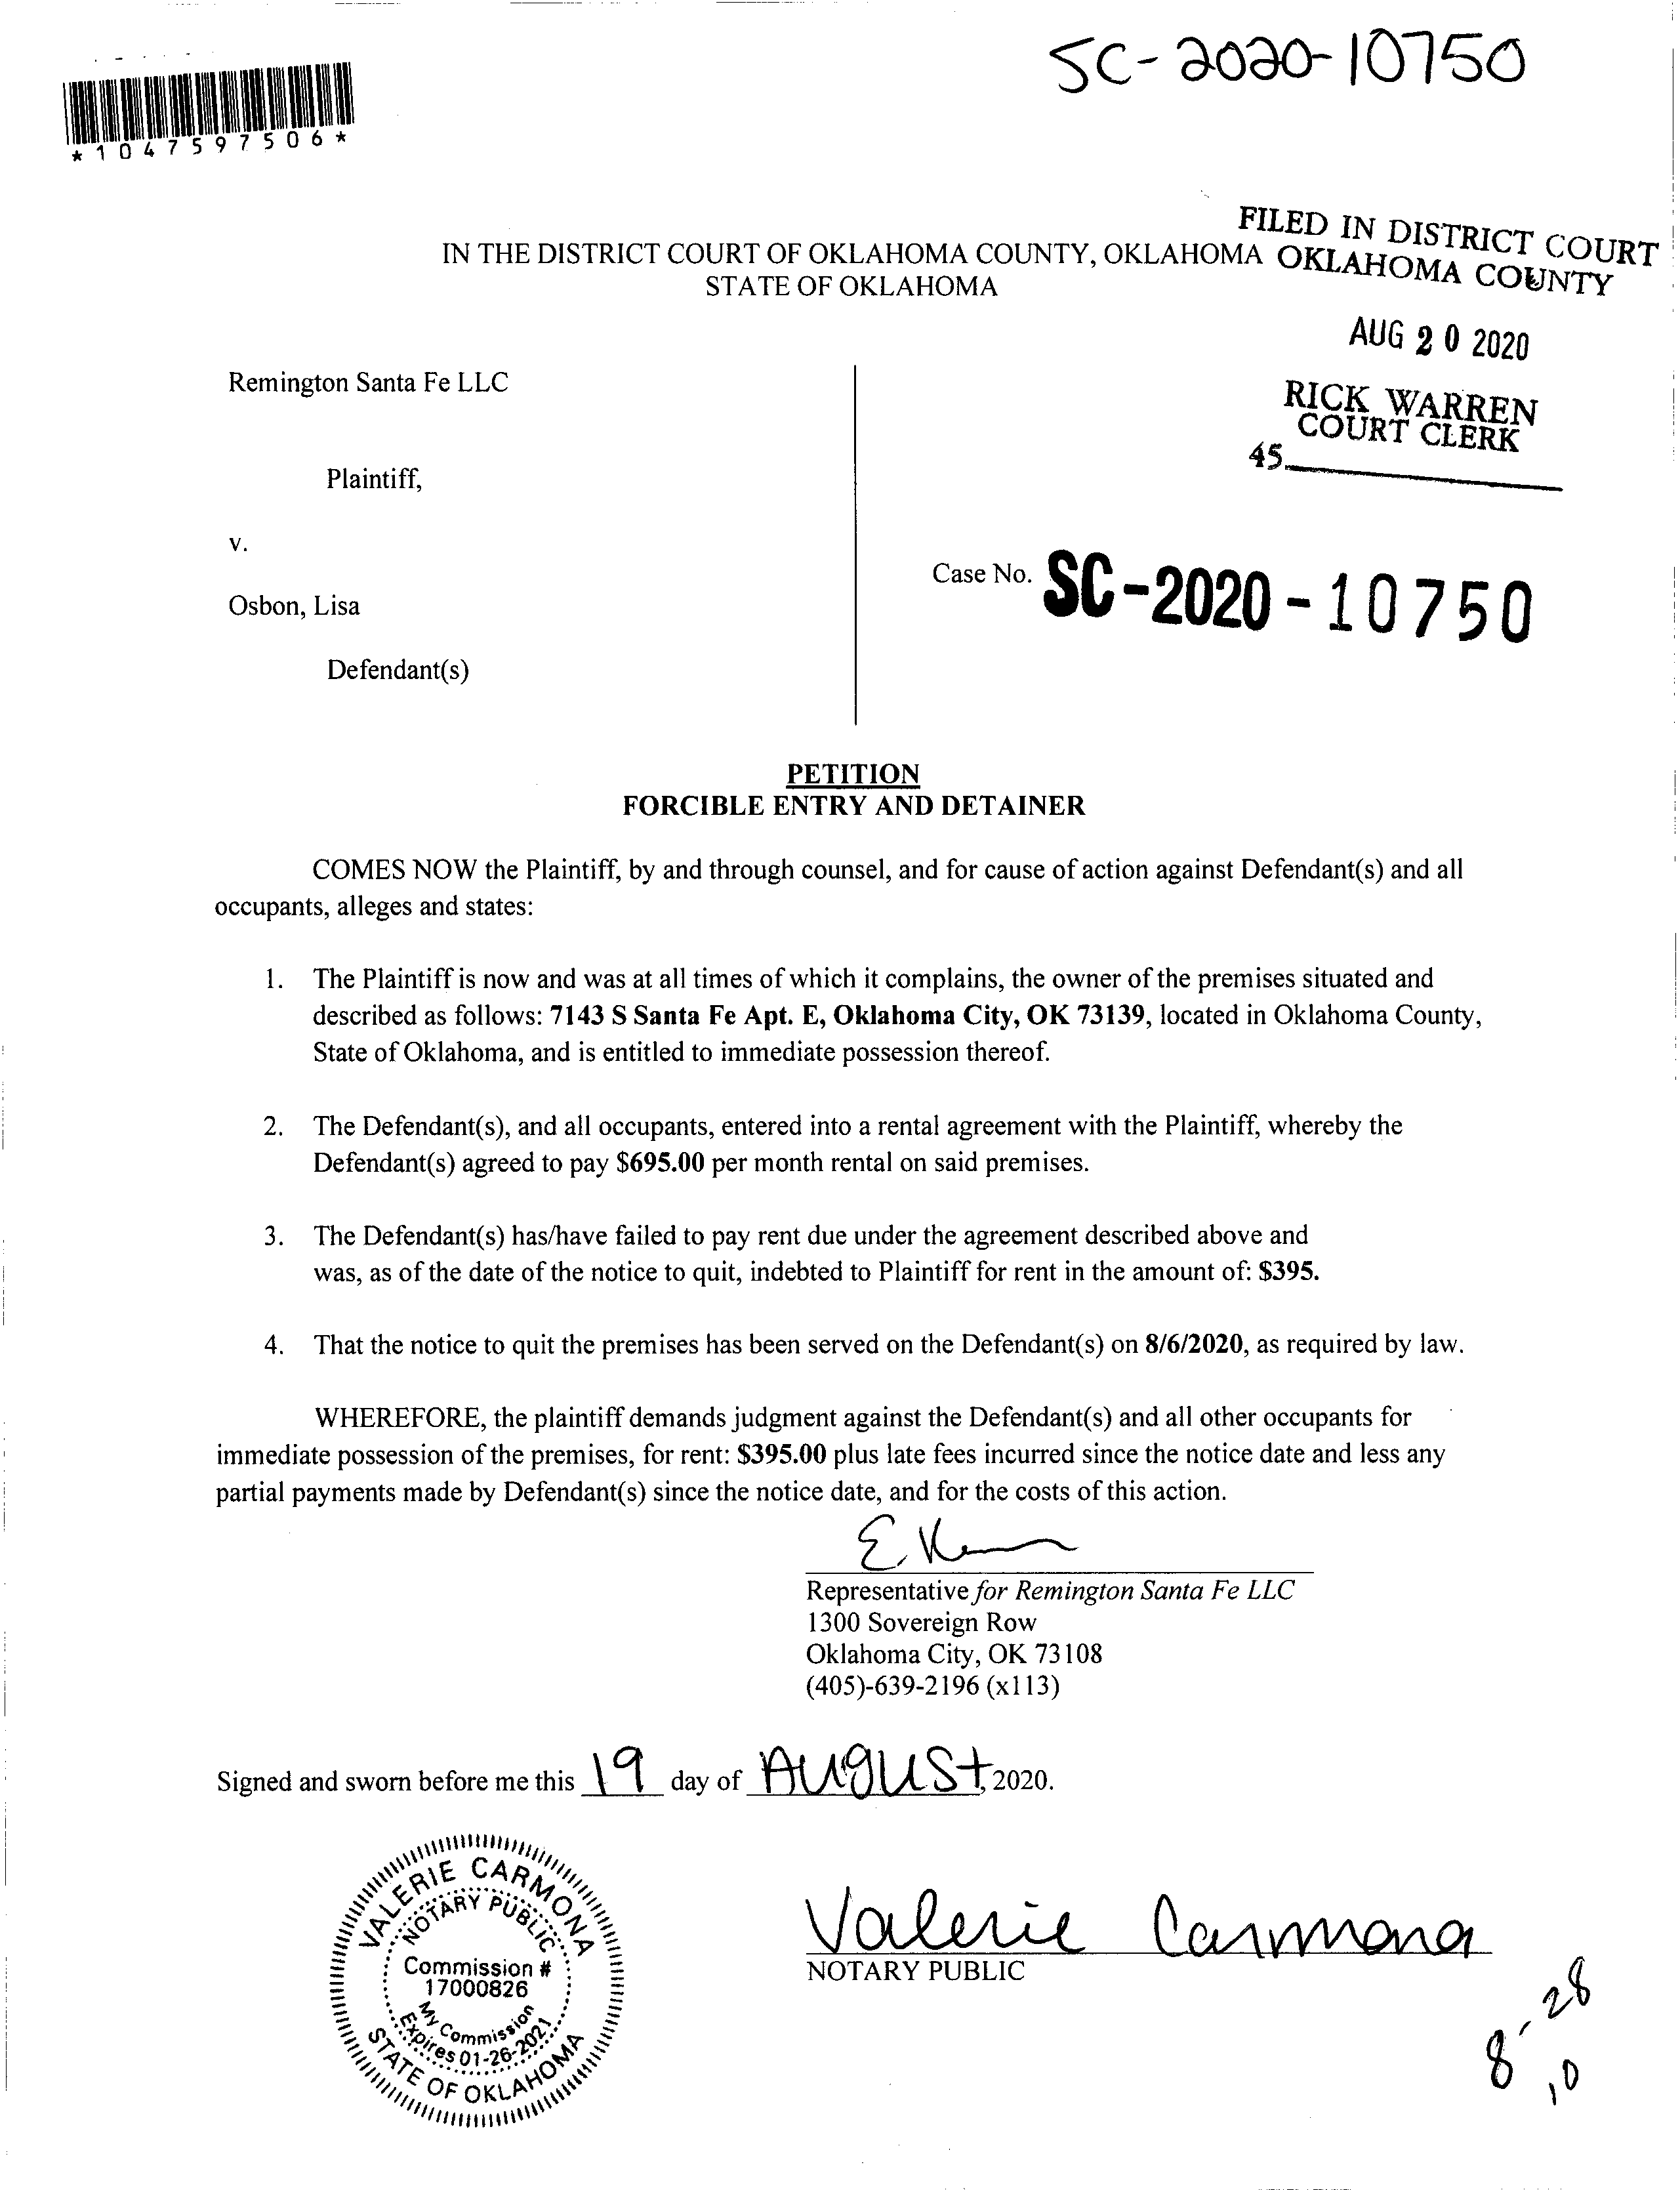 SC-2020-10750
*1047597506*
FILED IN DISTRICT COURT
OKLAHOMA COUNTY
IN THE DISTRICT COURT OF OKLAHOMA COUNTY, OKLAHOMA
STATE OF OKLAHOMA
AUG 20 2020
RICK WARREN
COURT CLERK
45
Remington Santa Fe LLC
Plaintiff,
v.
Case No. SC-2020-10750
Osbon, Lisa
Defendant(s)
PETITION
FORCIBLE ENTRY AND DETAINER
COMES NOW the Plaintiff, by and through counsel, and for cause of action against Defendant(s) and all
occupants, alleges and states:
1. The Plaintiff is now and was at all times of which it complains, the owner of the premises situated and
described as follows: 7143 S Santa Fe Apt. E, Oklahoma City, OK 73139, located in Oklahoma County,
State of Oklahoma, and is entitled to immediate possession thereof.
2. The Defendant(s), and all occupants, entered into a rental agreement with the Plaintiff, whereby the
Defendant(s) agreed to pay $695.00 per month rental on said premises.
3. The Defendant(s) has/have failed to pay rent due under the agreement described above and
was, as of the date of the notice to quit, indebted to Plaintiff for rent in the amount of: $395.
4. That the notice to quit the premises has been served on the Defendant(s) on 8/6/2020, as required by law.
WHEREFORE, the plaintiff demands judgment against the Defendant(s) and all other occupants for
immediate possession of the premises, for rent: $395.00 plus late fees incurred since the notice date and less any
partial payments made by Defendant(s) since the notice date, and for the costs of this action.
Representative for Remington Santa Fe LLC
1300 Sovereign Row
Oklahoma City, OK 73108
(405)-639-2196 (x113)
Signed and sworn before me this 19 day of AUgUSt, 2020.
VALERIE CARMONA
NOTARY PUBLIC
Commission #
17000826
My Commission
Expires 01-26-2021
STATE OF OKLAHOMA
Valerie Carmona
NOTARY PUBLIC
8-28
10